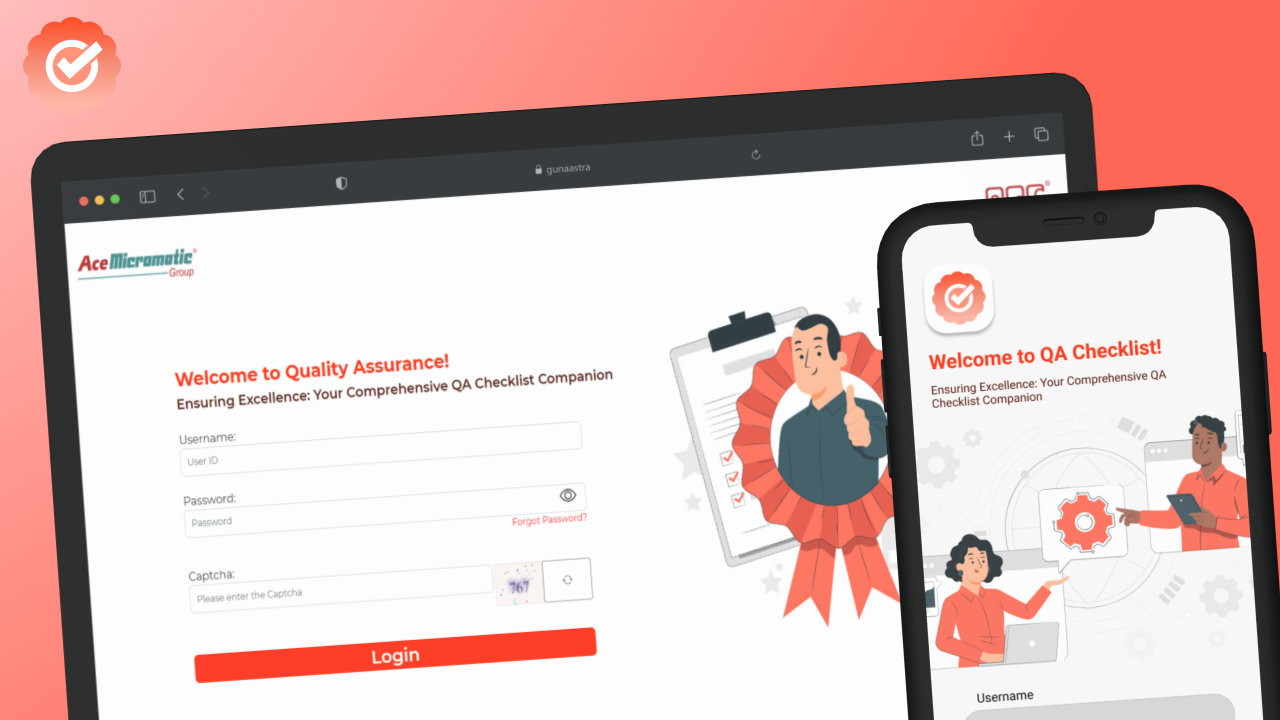 gunaastra
AceMicromatic®
Group
Welcome to Quality Assurance!
Ensuring Excellence: Your Comprehensive QA Checklist Companion
Username:
User ID
Password:
Password
Forgot Password?
Captcha:
Please enter the Captcha
767
Login
Welcome to QA Checklist!
Ensuring Excellence: Your Comprehensive QA
Checklist Companion
Username